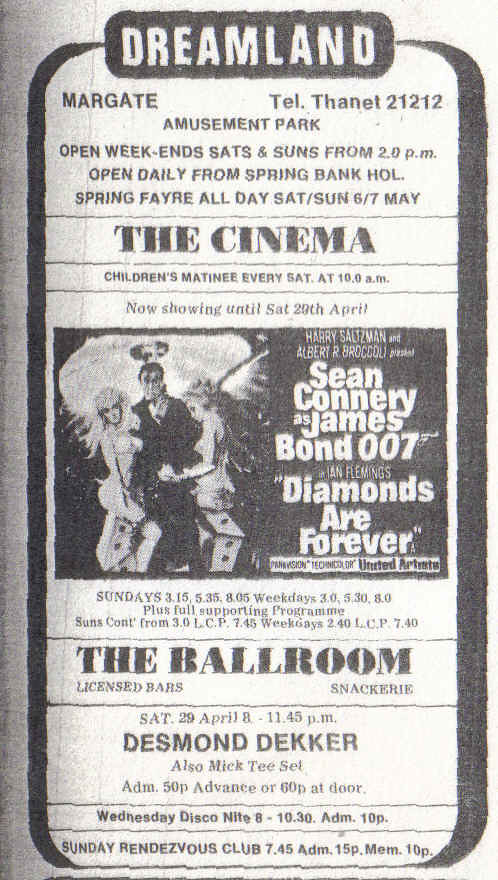 DREAMLAND
MARGATE Tel. Thanet 21212
AMUSEMENT PARK
OPEN WEEK-ENDS SATS & SUNS FROM 2.0 p.m.
OPEN DAILY FROM SPRING BANK HOL.
SPRING FAYRE ALL DAY SAT/SUN 6/7 MAY
THE CINEMA
CHILDREN'S MATINEE EVERY SAT. AT 10.0 a.m.
Now showing until Sat 29th April
HARRY SALTZMAN and
ALBERT R. BROCCOLI present
Sean
Connery
as James
Bond 007
in IAN FLEMING'S
"Diamonds
Are
Forever"
PANAVISION® TECHNICOLOR® United Artists
SUNDAYS 3.15, 5.35, 8.05 Weekdays 3.0, 5.30, 8.0
Plus full supporting Programme
Suns Cont' from 3.0 L.C.P. 7.45 Weekdays 2.40 L.C.P. 7.40
THE BALLROOM
LICENSED BARS SNACKERIE
SAT. 29 April 8. - 11.45 p.m.
DESMOND DEKKER
Also Mick Tee Set
Adm. 50p Advance or 60p at door.
Wednesday Disco Nite 8 - 10.30. Adm. 10p.
SUNDAY RENDEZVOUS CLUB 7.45 Adm. 15p. Mem. 10p.